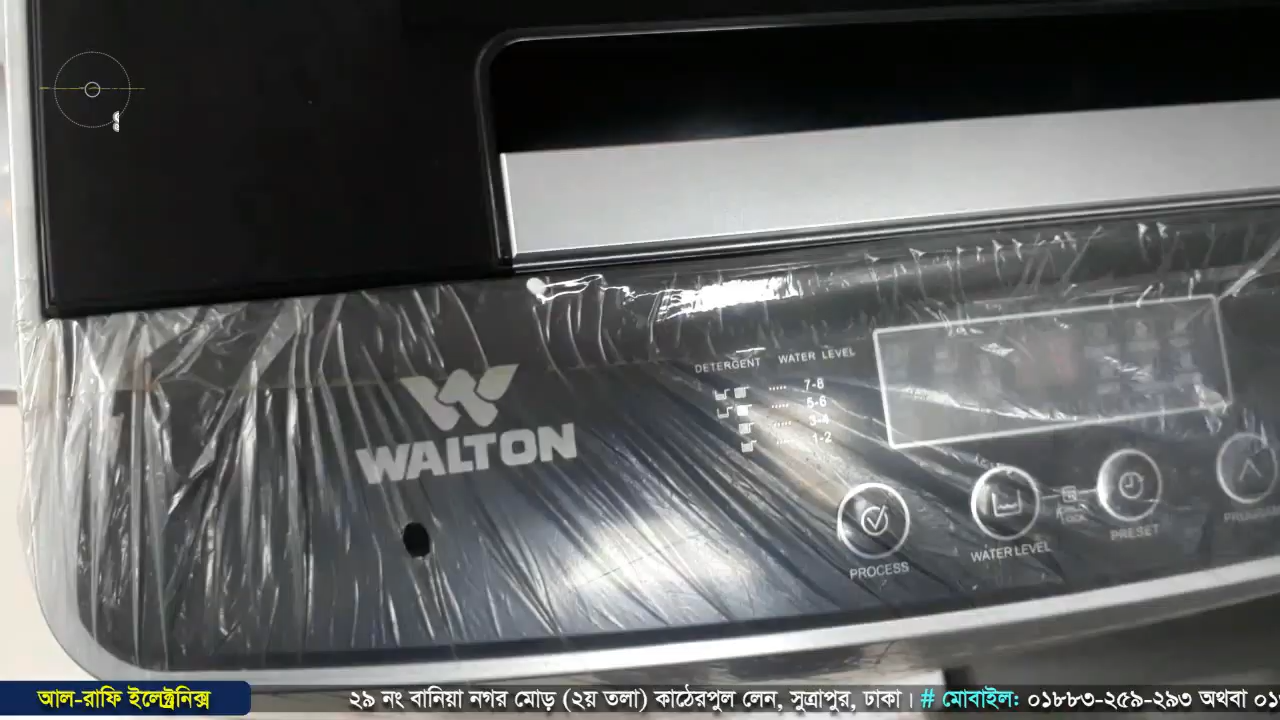 DETERGENT WATER LEVEL
7-8
5-6
3-4
1-2
WALTON
PROCESS
WATER LEVEL
PRESET
আল-রাফি ইলেক্ট্রনিক্স
২৯ নং বানিয়া নগর মোড় (২য় তলা) কাঠেরপুল লেন, সুত্রাপুর, ঢাকা। # মোবাইল: ০১৮৮৩-২৫৯-২৯৩ অথবা ০১